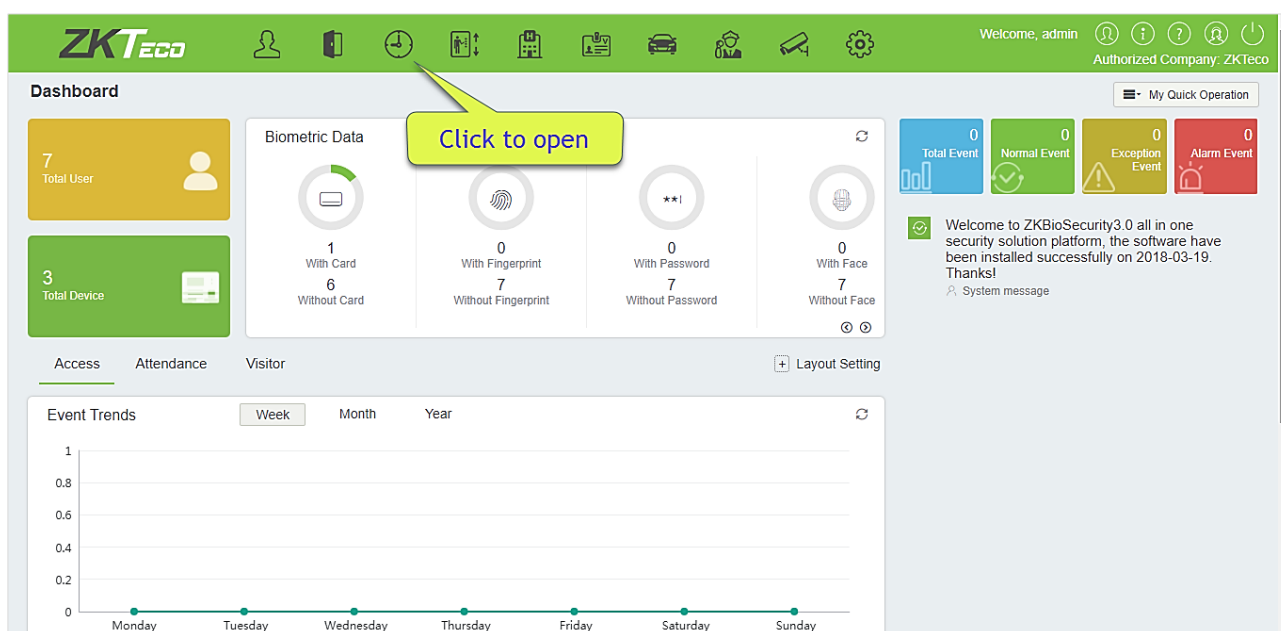 ZKTeco
Welcome, admin
Authorized Company: ZKTeco
Dashboard
My Quick Operation
Click to open
7
Total User
3
Total Device
Biometric Data
1
With Card
6
Without Card
0
With Fingerprint
7
Without Fingerprint
**|
0
With Password
7
Without Password
0
With Face
7
Without Face
0
Total Event
0
Normal Event
0
Exception
Event
0
Alarm Event
Welcome to ZKBioSecurity3.0 all in one
security solution platform, the software have
been installed successfully on 2018-03-19.
Thanks!
System message
Access Attendance Visitor
Layout Setting
Event Trends Week Month Year
1
0.8
0.6
0.4
0.2
0
Monday Tuesday Wednesday Thursday Friday Saturday Sunday